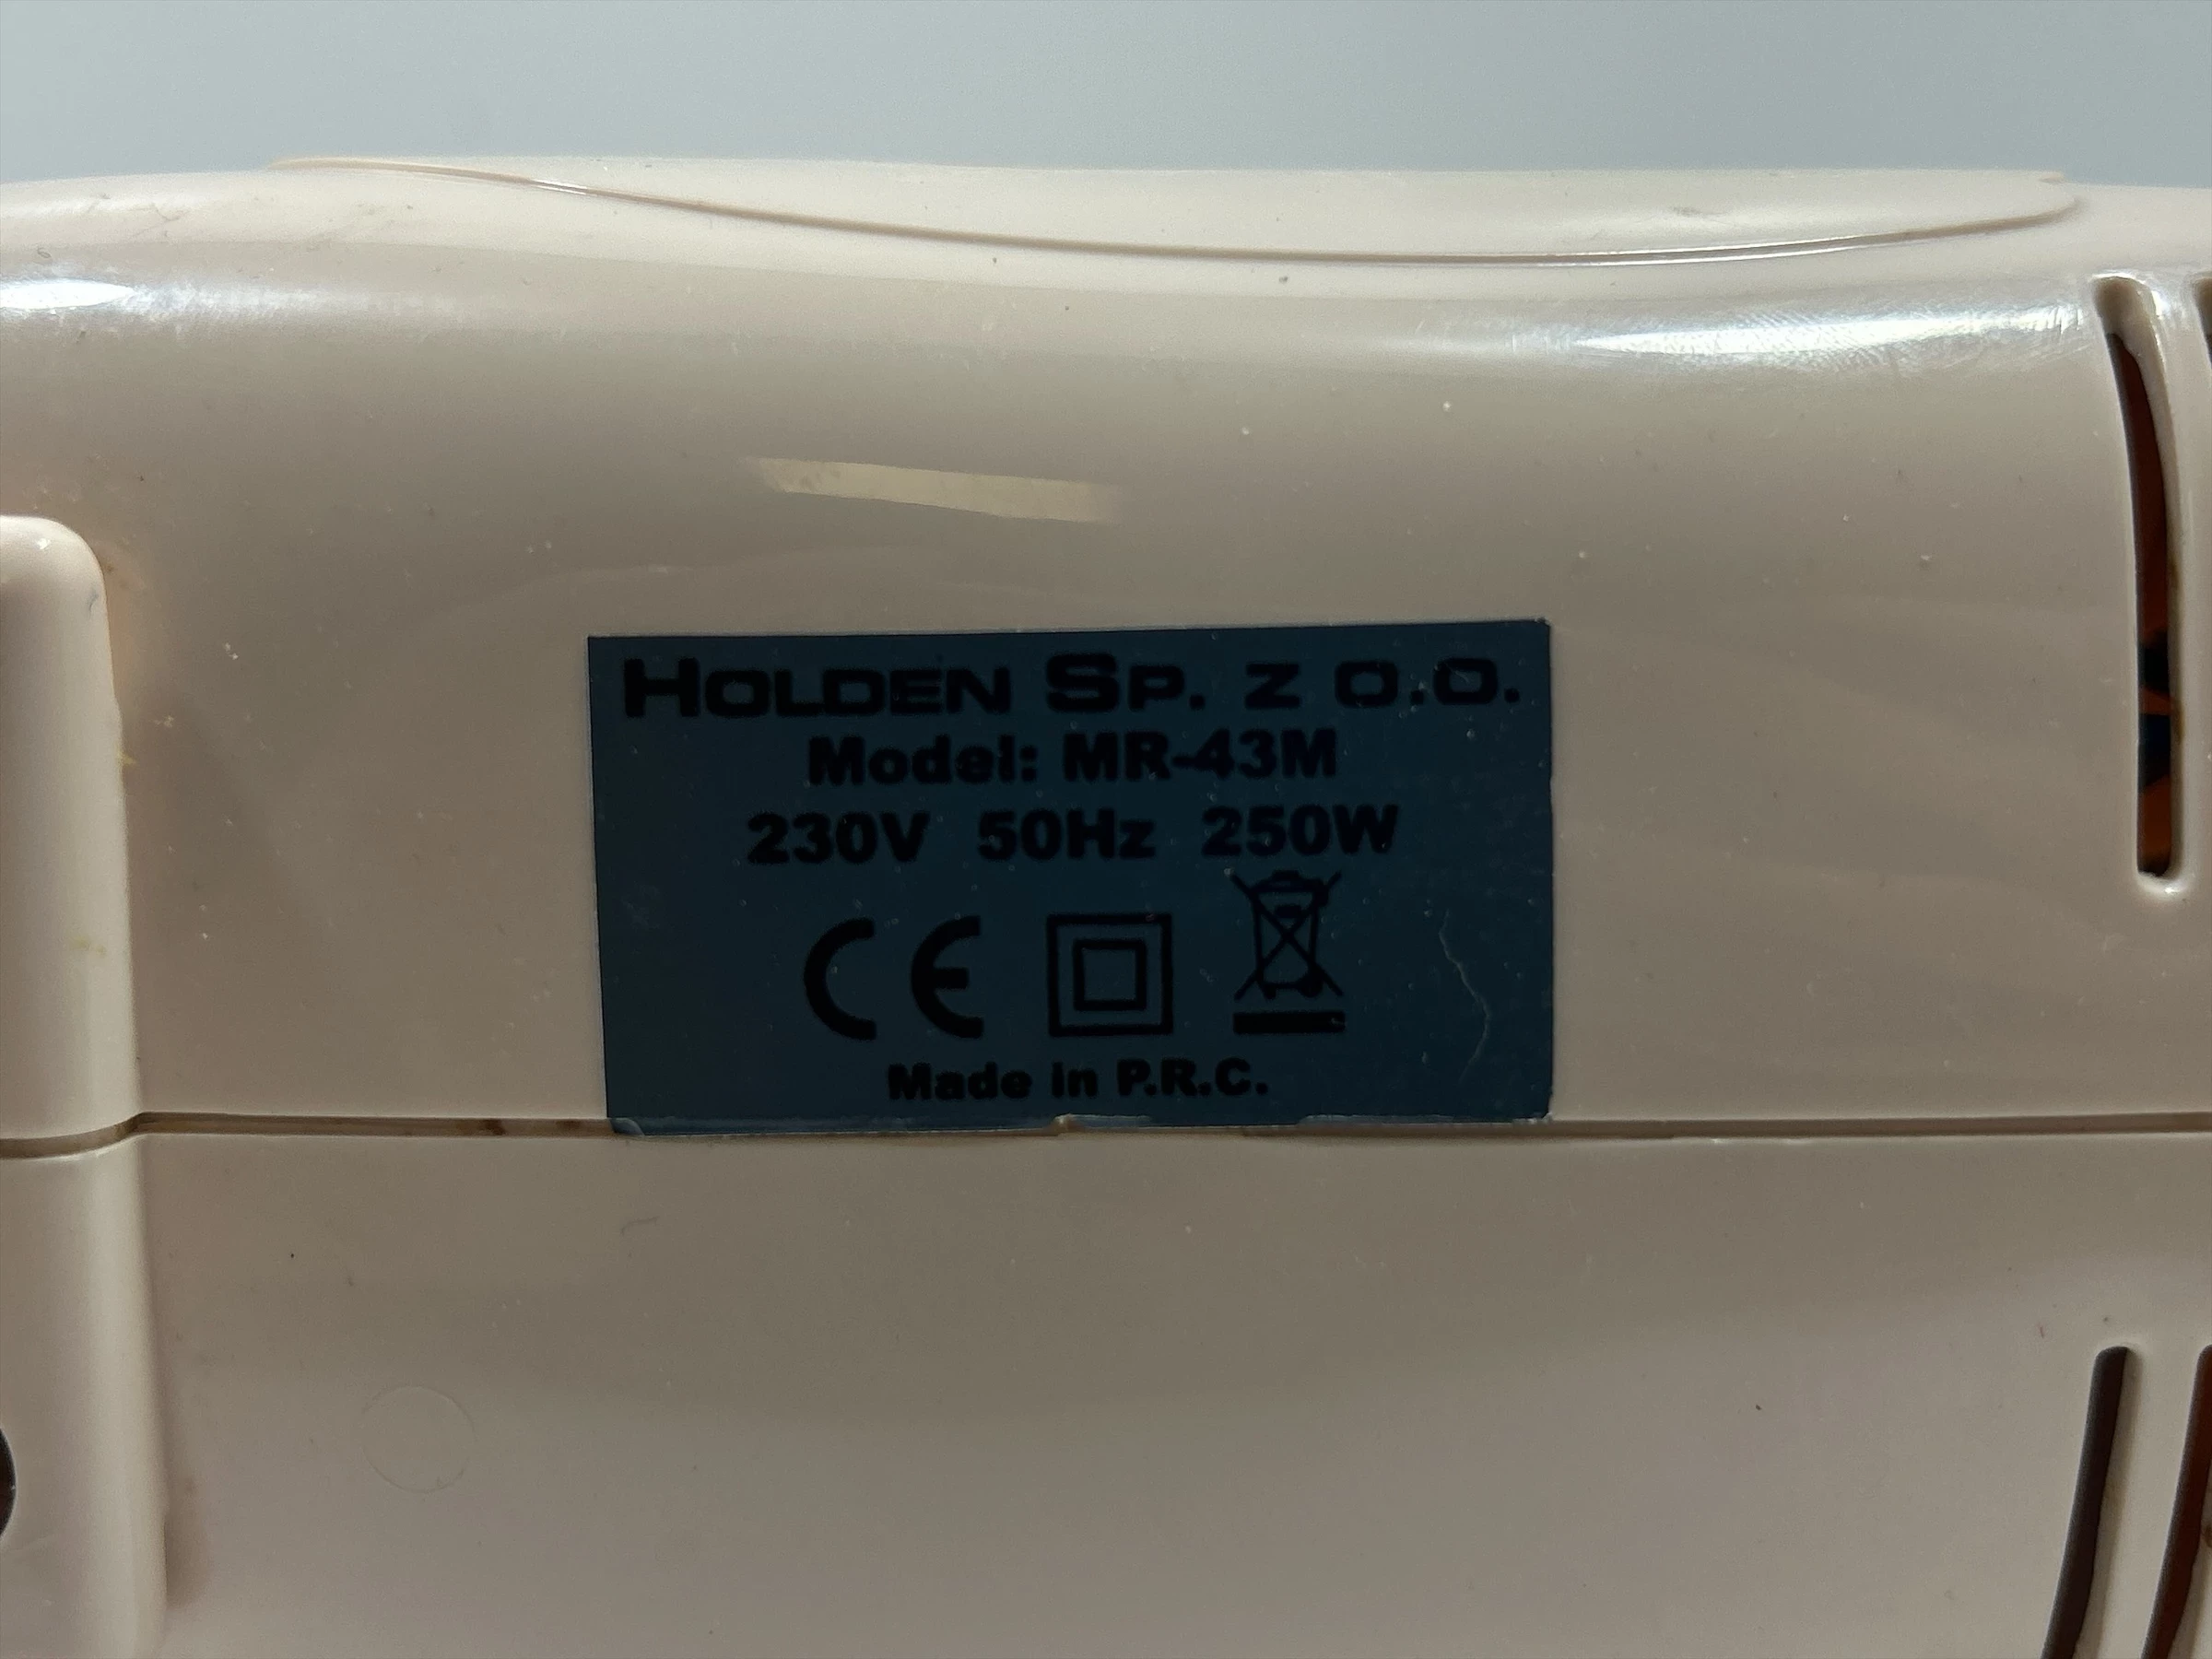 HOLDEN SP. Z O.O.
Model: MR-43M
230V 50Hz 250W
CE
Made in P.R.C.